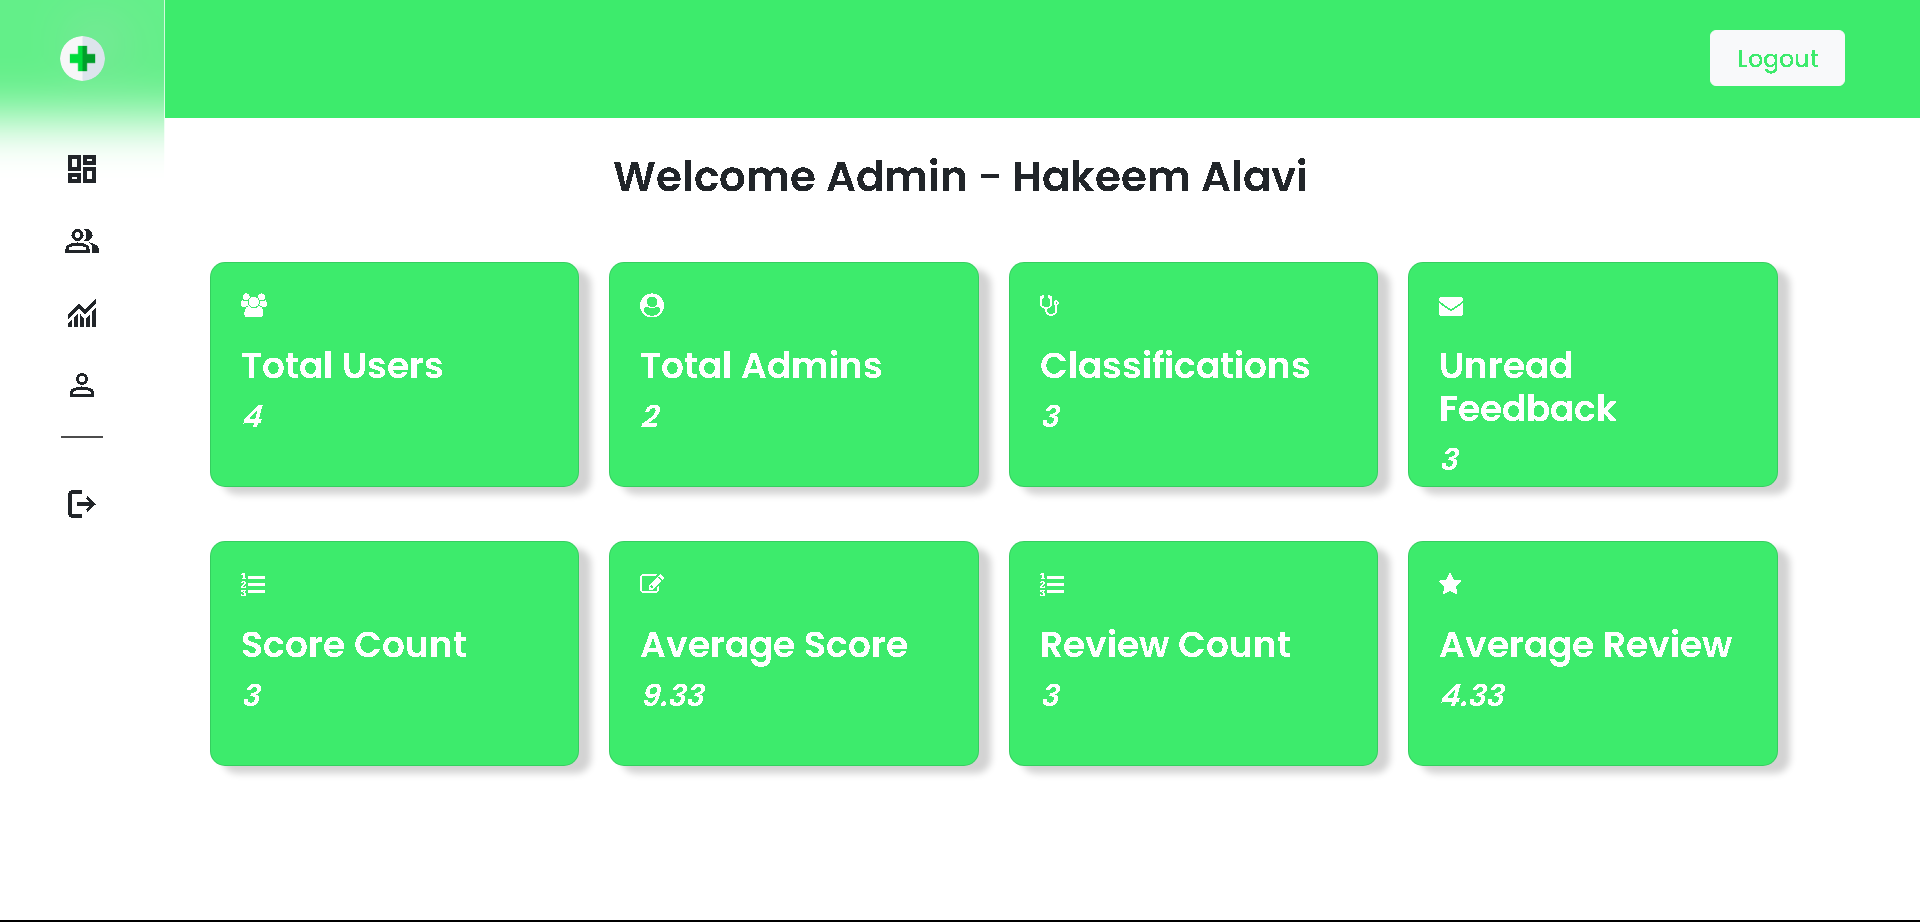 Logout
Welcome Admin - Hakeem Alavi
Total Users
4
Total Admins
2
Classifications
3
Unread
Feedback
3
Score Count
3
Average Score
9.33
Review Count
3
Average Review
4.33